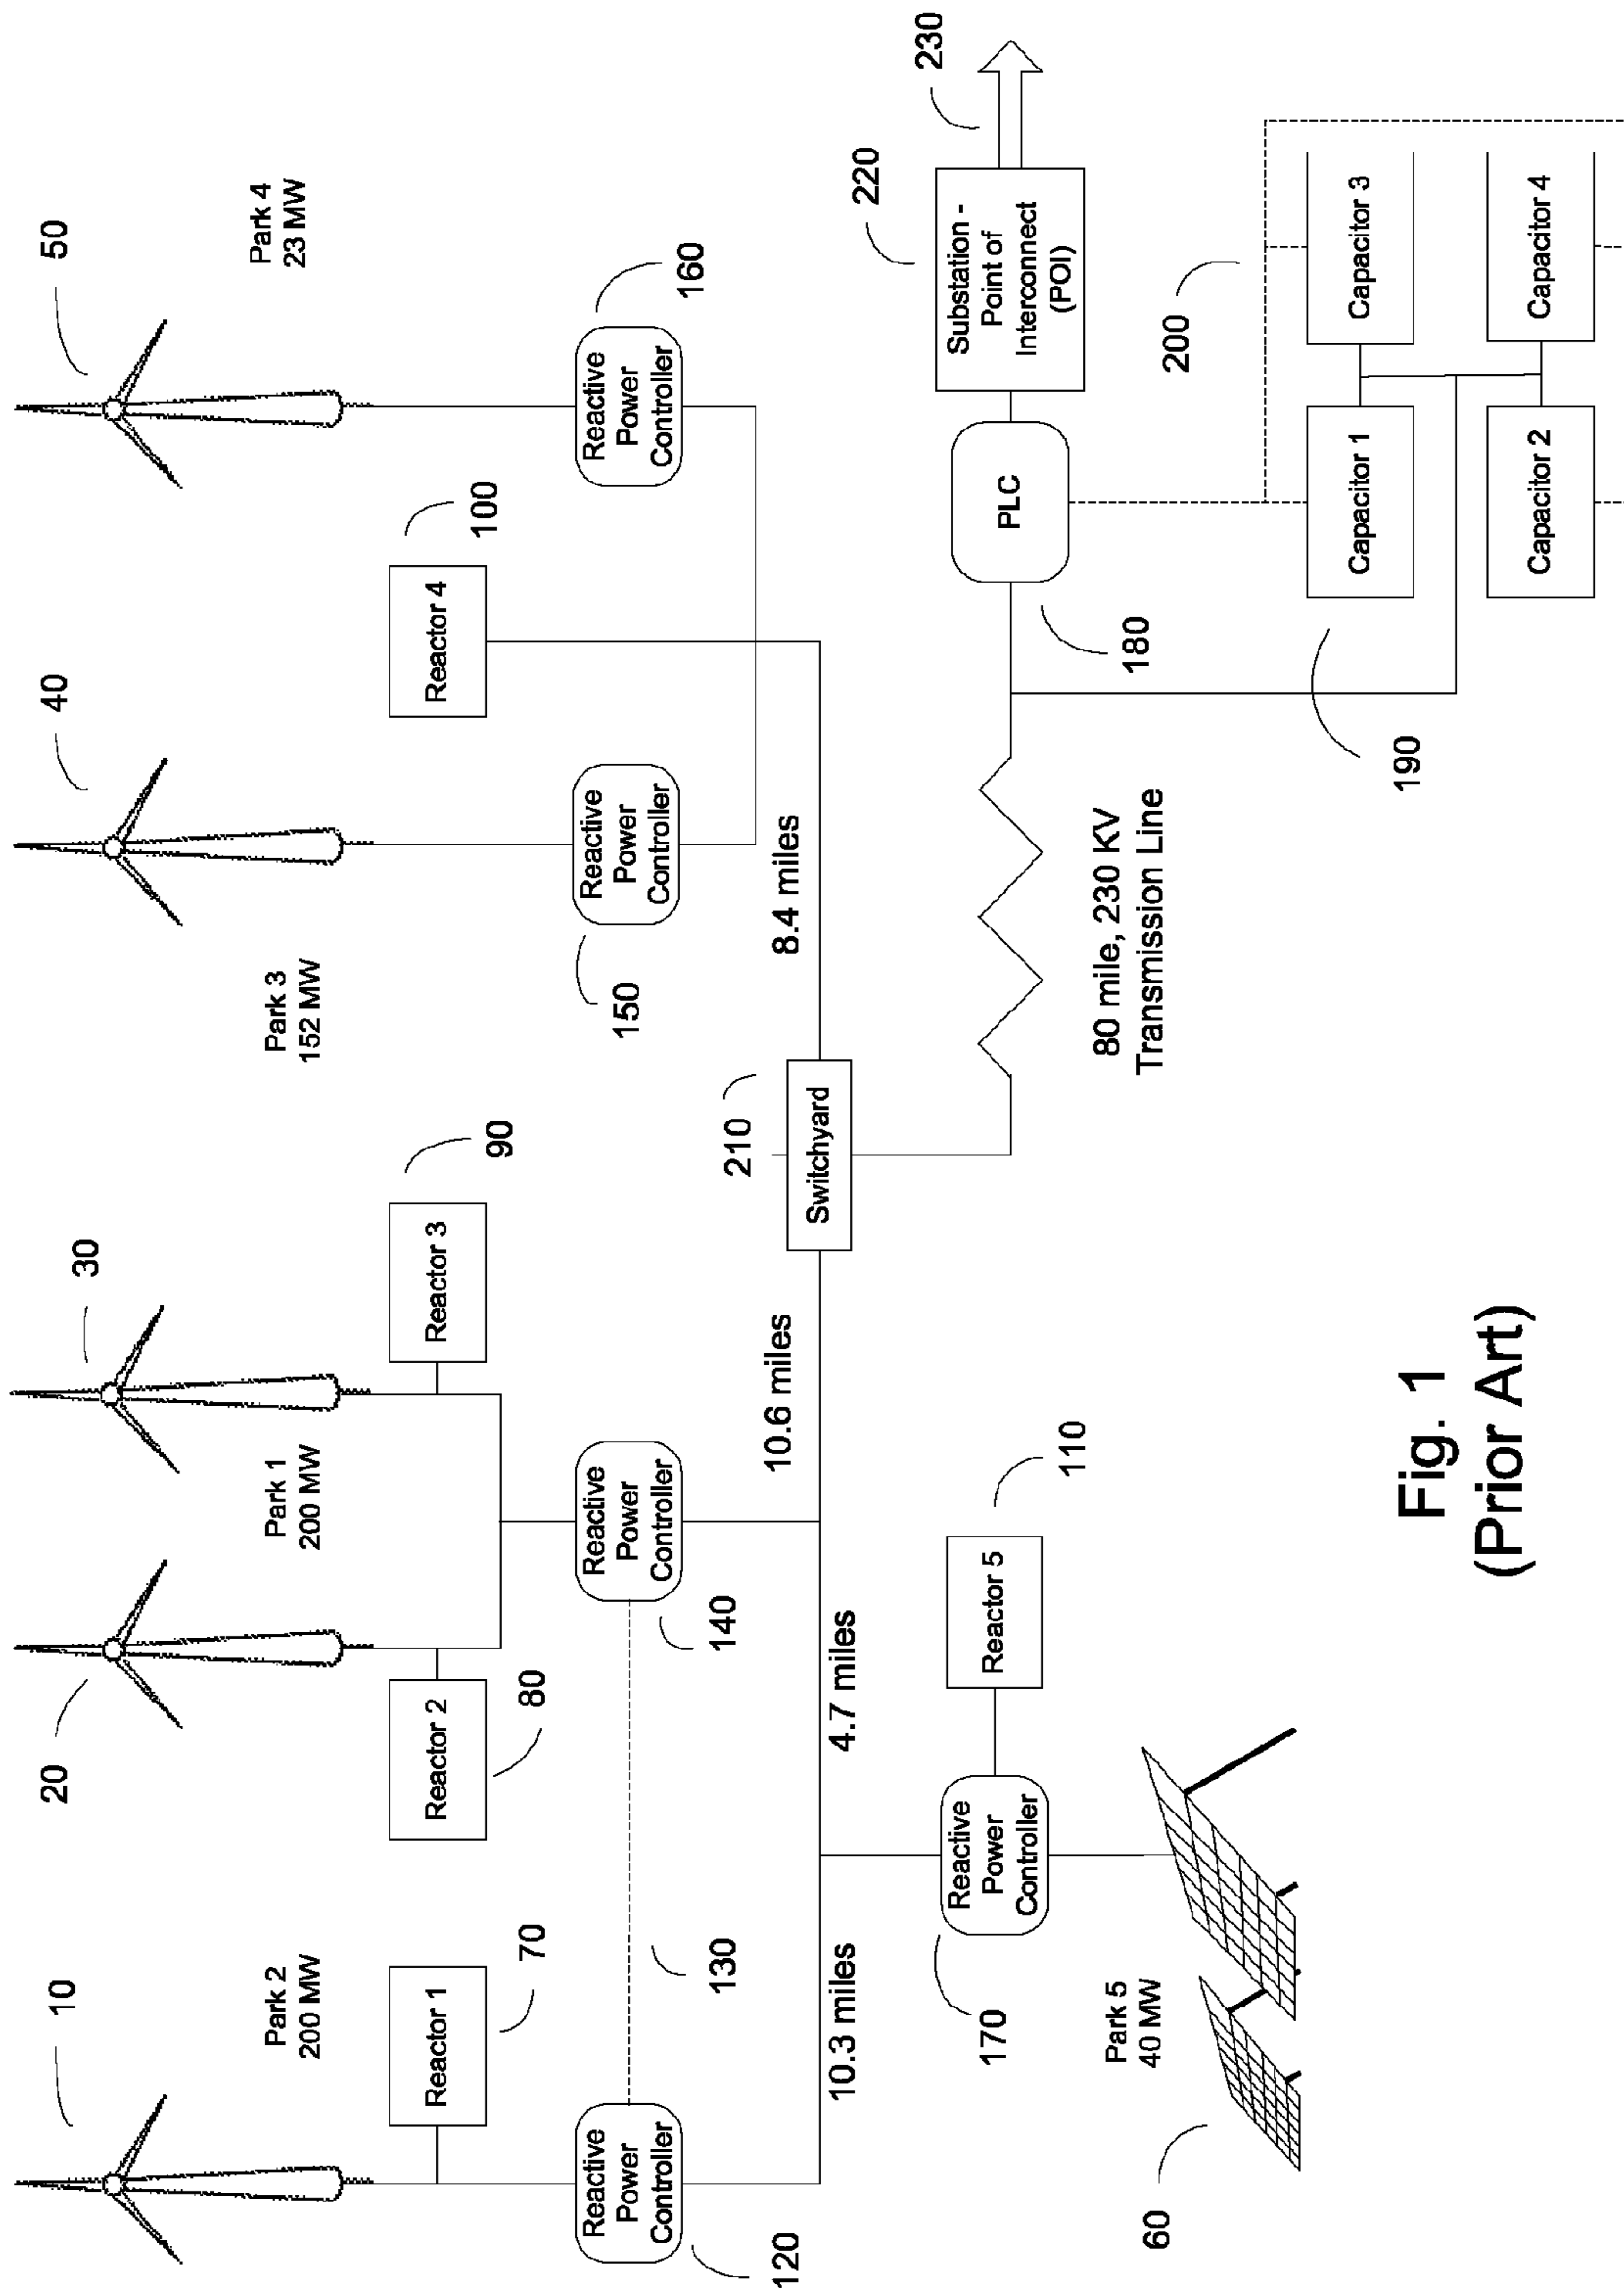 10
Park 2
200 MW
Reactor 1
70
20
Reactor 2
80
Park 1
200 MW
30
Reactor 3
90
40
Park 3
152 MW
Reactor 4
100
50
Park 4
23 MW
Reactive
Power
Controller
120
130
Reactive
Power
Controller
140
Reactive
Power
Controller
150
Reactive
Power
Controller
160
10.3 miles
4.7 miles
10.6 miles
210
Switchyard
8.4 miles
Reactive
Power
Controller
170
Reactor 5
110
Park 5
40 MW
60
80 mile, 230 KV
Transmission Line
PLC
180
Substation -
Point of
Interconnect
(POI)
220
230
190
200
Capacitor 1
Capacitor 3
Capacitor 2
Capacitor 4
Fig. 1
(Prior Art)